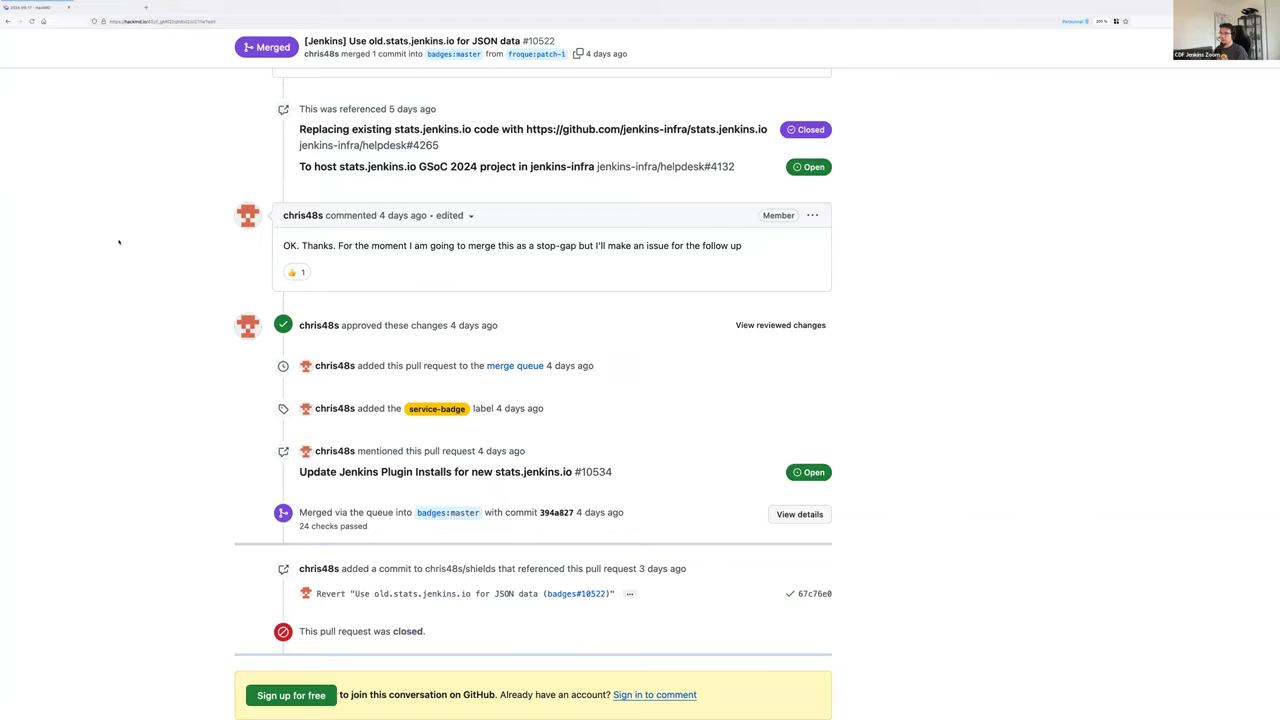 Personnel
200 %
CDF Jenkins Zoom
Merged
[Jenkins] Use old.stats.jenkins.io for JSON data #10522
chris48s merged 1 commit into badges:master from froque:patch-1 4 days ago
This was referenced 5 days ago
Replacing existing stats.jenkins.io code with https://github.com/jenkins-infra/stats.jenkins.io
Closed
jenkins-infra/helpdesk#4265
To host stats.jenkins.io GSoC 2024 project in jenkins-infra jenkins-infra/helpdesk#4132
Open
chris48s commented 4 days ago • edited
Member
OK. Thanks. For the moment I am going to merge this as a stop-gap but I'll make an issue for the follow up
👍 1
chris48s approved these changes 4 days ago
View reviewed changes
chris48s added this pull request to the merge queue 4 days ago
chris48s added the service-badge label 4 days ago
chris48s mentioned this pull request 4 days ago
Update Jenkins Plugin Installs for new stats.jenkins.io #10534
Open
Merged via the queue into badges:master with commit 394a827 4 days ago
View details
24 checks passed
chris48s added a commit to chris48s/shields that referenced this pull request 3 days ago
Revert "Use old.stats.jenkins.io for JSON data (badges#10522)" ...
67c76e0
This pull request was closed.
Sign up for free to join this conversation on GitHub. Already have an account? Sign in to comment